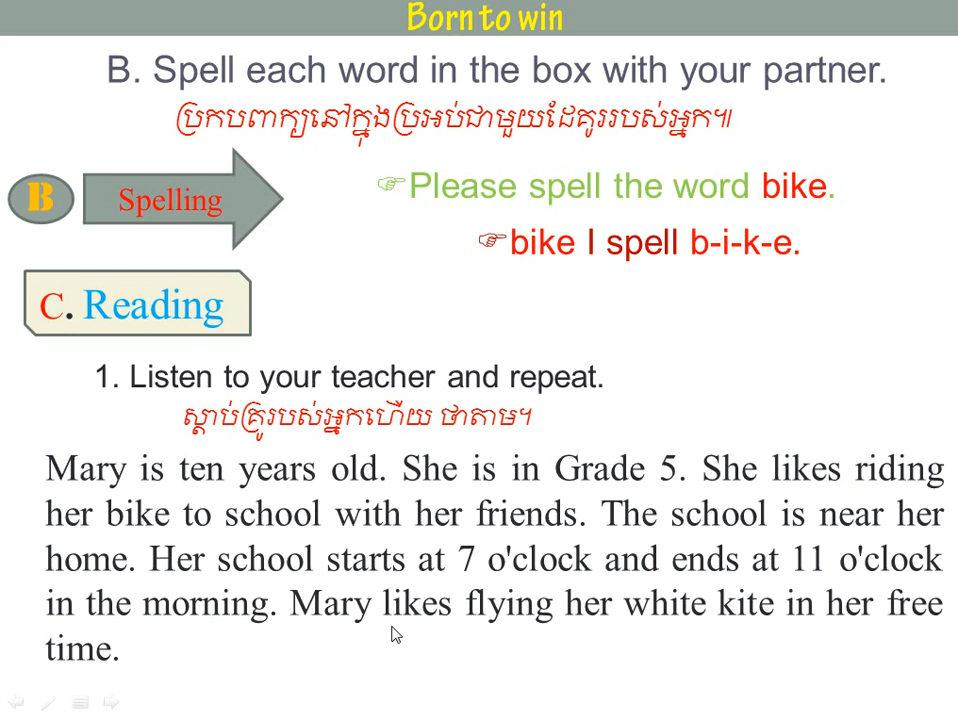 Born to win
B. Spell each word in the box with your partner.
ប្រកបពាក្យនៅក្នុងប្រអប់ជាមួយដៃគូររបស់អ្នក៕
B
Spelling
☞Please spell the word bike.
☞bike I spell b-i-k-e.
C. Reading
1. Listen to your teacher and repeat.
ស្តាប់គ្រូរបស់អ្នកហើយ ថាតាម។
Mary is ten years old. She is in Grade 5. She likes riding
her bike to school with her friends. The school is near her
home. Her school starts at 7 o'clock and ends at 11 o'clock
in the morning. Mary likes flying her white kite in her free
time.